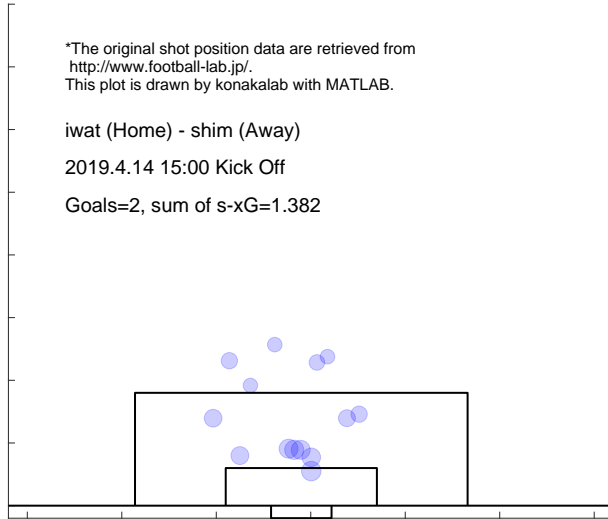 *The original shot position data are retrieved from
http://www.football-lab.jp/.
This plot is drawn by konakalab with MATLAB.
iwat (Home) - shim (Away)
2019.4.14 15:00 Kick Off
Goals=2, sum of s-xG=1.382